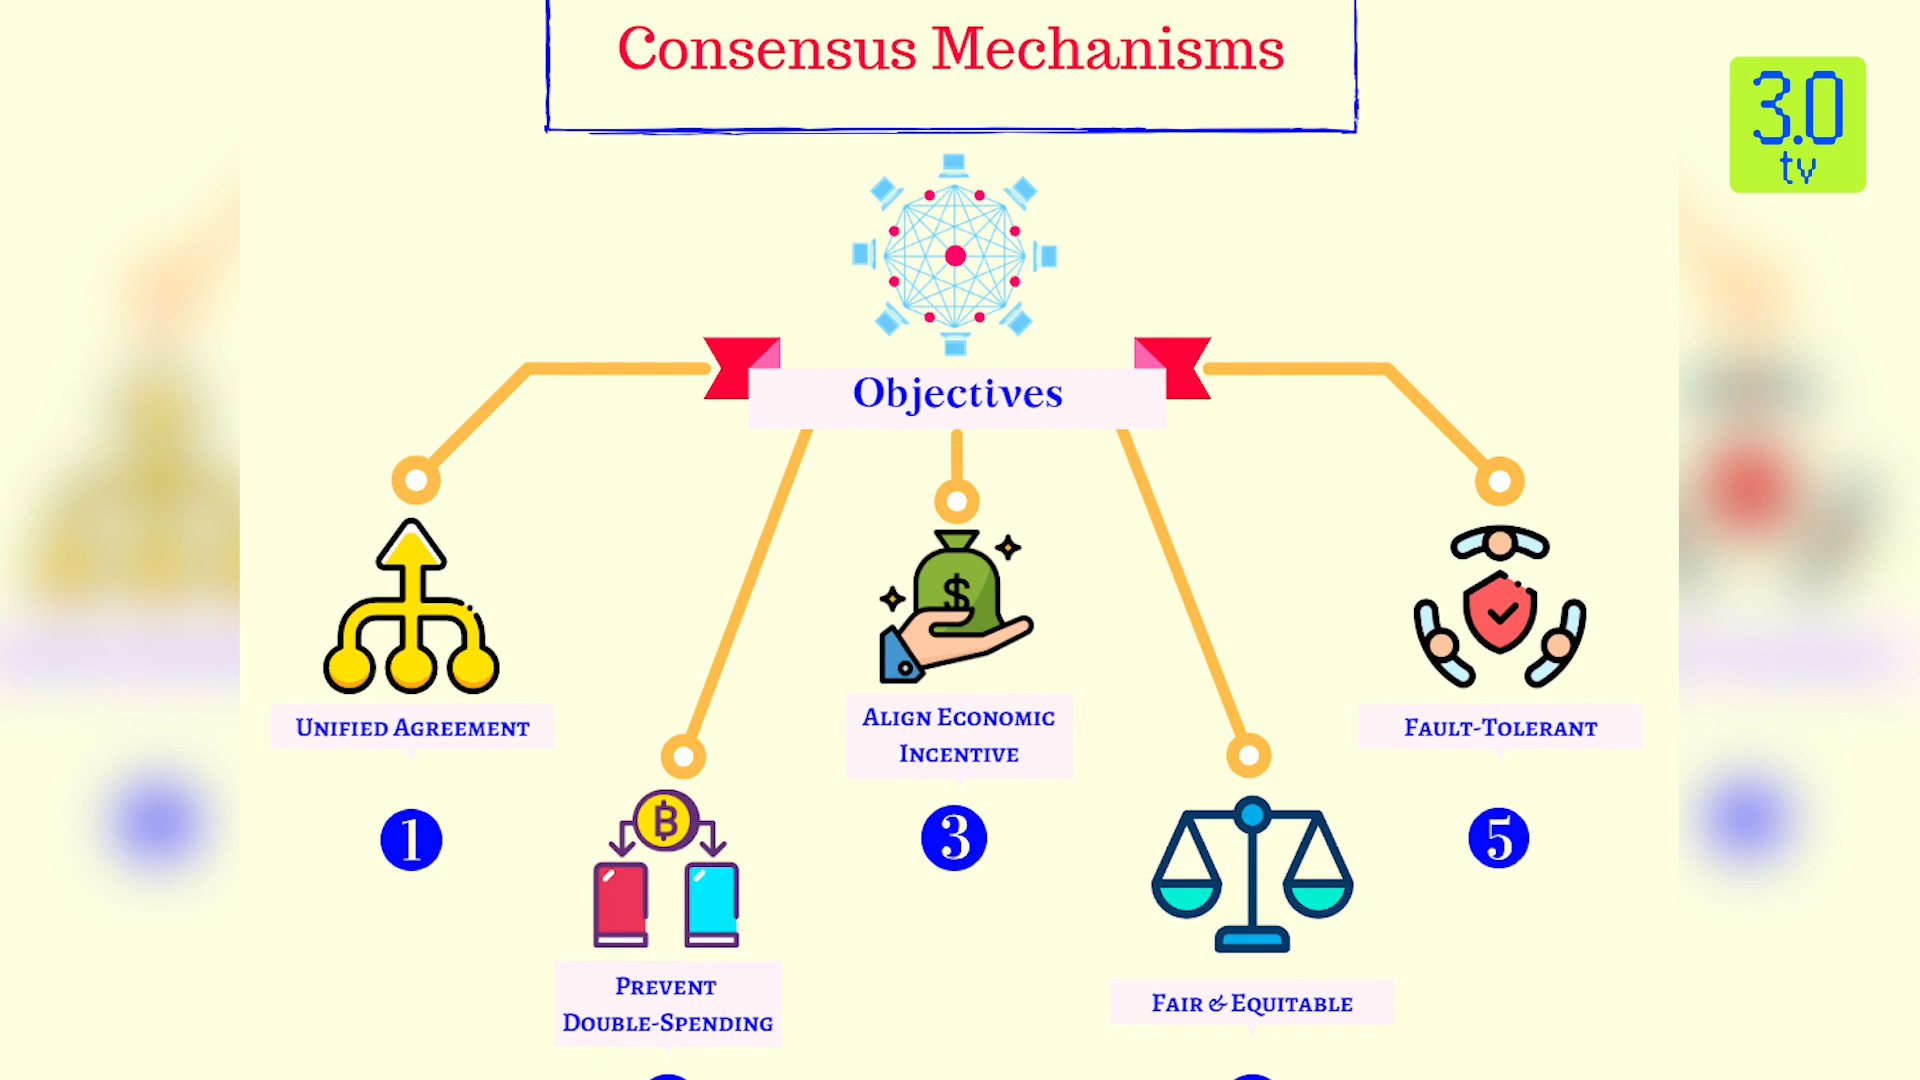 Consensus Mechanisms
3.0
tv
Objectives
$
UNIFIED AGREEMENT
1
PREVENT
DOUBLE-SPENDING
ALIGN ECONOMIC
INCENTIVE
3
FAIR & EQUITABLE
FAULT-TOLERANT
5